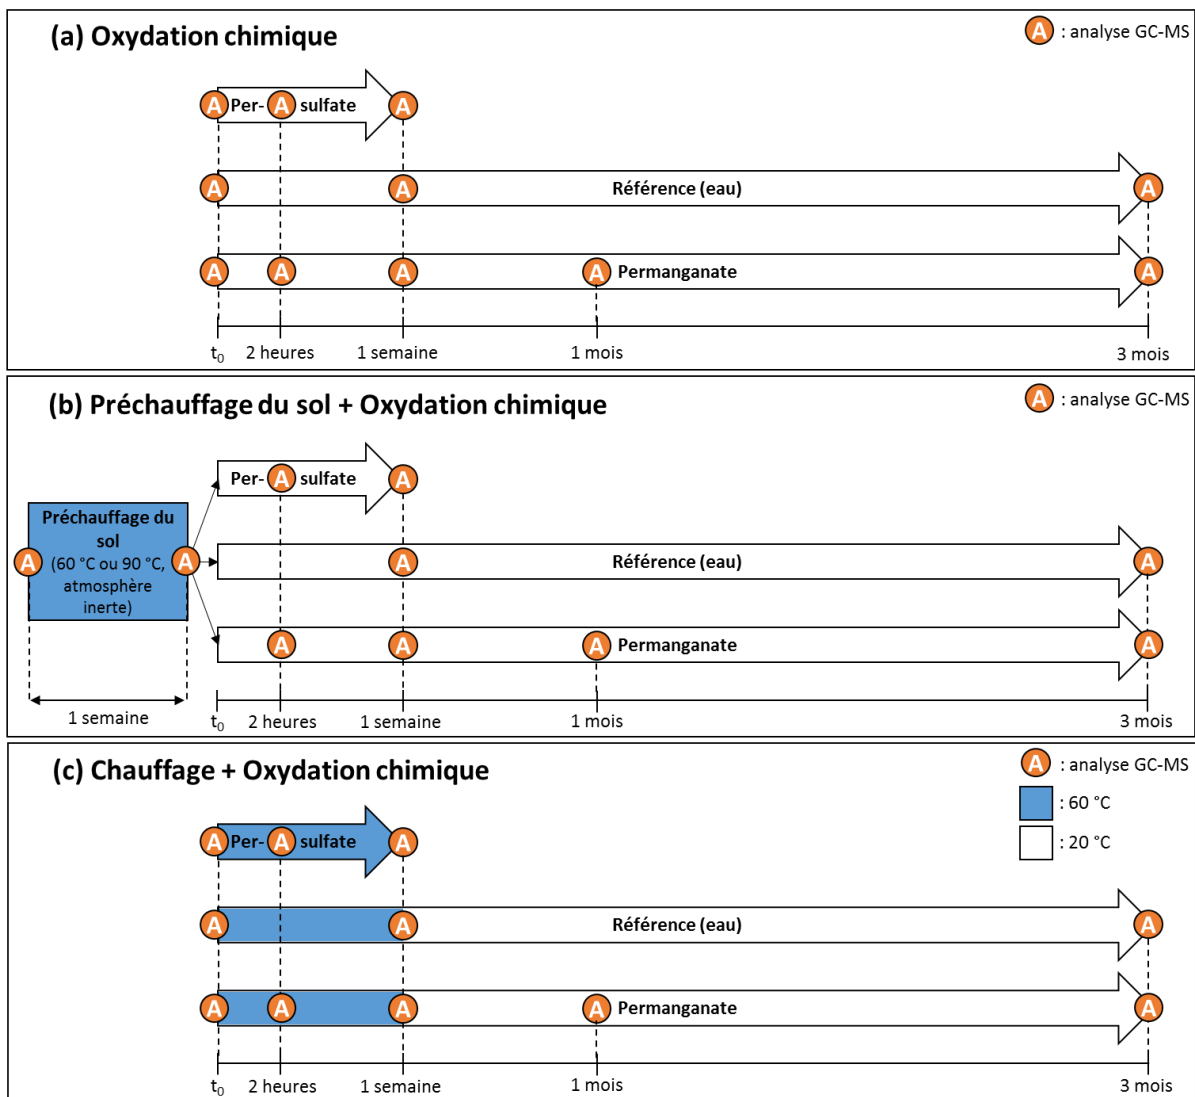 (a) Oxydation chimique
A : analyse GC-MS
A Per- A sulfate A
A A Référence (eau) A
A A A A Permanganate A
t0 2 heures 1 semaine 1 mois 3 mois
(b) Préchauffage du sol + Oxydation chimique
A : analyse GC-MS
Per- A sulfate A
Préchauffage du
sol
(60 °C ou 90 °C,
atmosphère
inerte)
A A
A Référence (eau) A
A A A Permanganate A
1 semaine
t0 2 heures 1 semaine 1 mois 3 mois
(c) Chauffage + Oxydation chimique
A : analyse GC-MS
: 60 °C
: 20 °C
A Per- A sulfate A
A A Référence (eau) A
A A A A Permanganate A
t0 2 heures 1 semaine 1 mois 3 mois